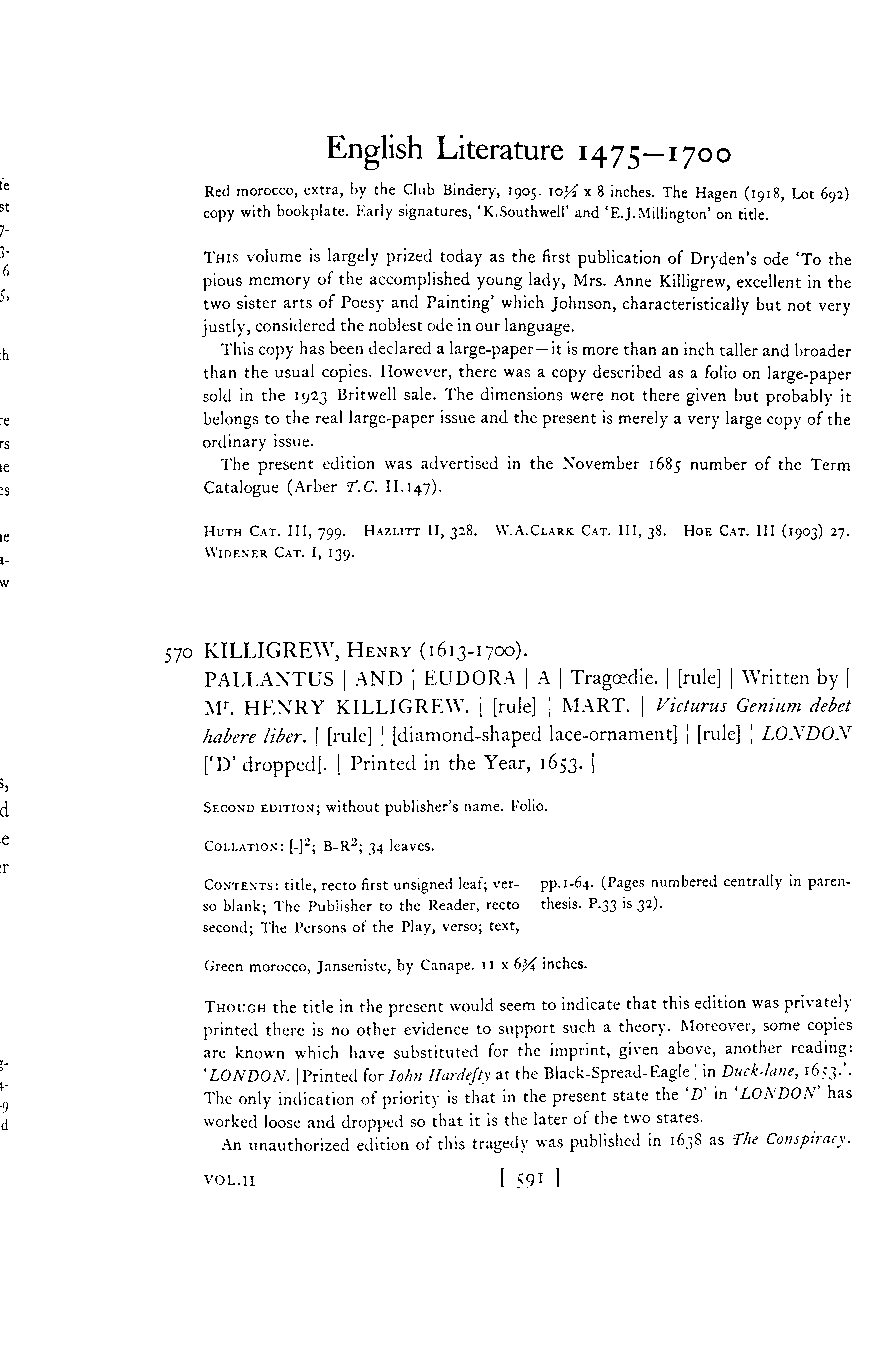 English Literature 1475—1700
Red morocco, extra, by the Club Bindery, 1905. 10¼ x 8 inches. The Hagen (1918, Lot 692)
copy with bookplate. Early signatures, 'K.Southwell' and 'E.J.Millington' on title.
THIS volume is largely prized today as the first publication of Dryden's ode 'To the
pious memory of the accomplished young lady, Mrs. Anne Killigrew, excellent in the
two sister arts of Poesy and Painting' which Johnson, characteristically but not very
justly, considered the noblest ode in our language.
This copy has been declared a large-paper—it is more than an inch taller and broader
than the usual copies. However, there was a copy described as a folio on large-paper
sold in the 1923 Britwell sale. The dimensions were not there given but probably it
belongs to the real large-paper issue and the present is merely a very large copy of the
ordinary issue.
The present edition was advertised in the November 1685 number of the Term
Catalogue (Arber T.C. II.147).
HUTH CAT. III, 799. HAZLITT II, 328. W.A.CLARK CAT. III, 38. HOE CAT. III (1903) 27.
WIDENER CAT. I, 139.
570 KILLIGREW, HENRY (1613-1700).
PALLANTUS | AND | EUDORA | A | Tragœdie. | [rule] | Written by |
Mr. HENRY KILLIGREW. | [rule] | MART. | Victurus Genium debet
habere liber. | [rule] | [diamond-shaped lace-ornament] | [rule] | LONDON
['D' dropped[. | Printed in the Year, 1653. |
SECOND EDITION; without publisher's name. Folio.
COLLATION: [-]²; B-R²; 34 leaves.
CONTENTS: title, recto first unsigned leaf; ver-
so blank; The Publisher to the Reader, recto
second; The Persons of the Play, verso; text,
pp.1-64. (Pages numbered centrally in paren-
thesis. P.33 is 32).
Green morocco, Janseniste, by Canape. 11 x 6¾ inches.
THOUGH the title in the present would seem to indicate that this edition was privately
printed there is no other evidence to support such a theory. Moreover, some copies
are known which have substituted for the imprint, given above, another reading:
'LONDON. | Printed for Iohn Hardesty at the Black-Spread-Eagle | in Duck-lane, 1653.'.
The only indication of priority is that in the present state the 'D' in 'LONDON' has
worked loose and dropped so that it is the later of the two states.
An unauthorized edition of this tragedy was published in 1638 as The Conspiracy.
VOL.II [ 591 ]